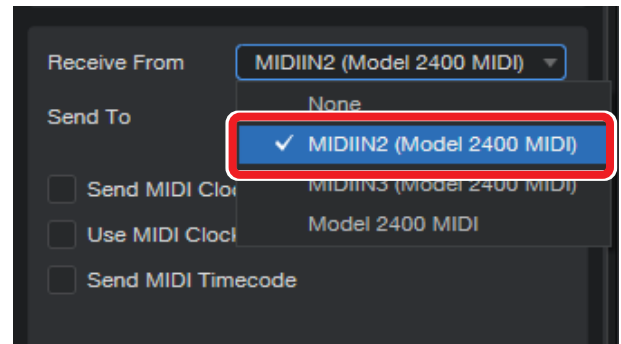 Receive From
MIDIIN2 (Model 2400 MIDI)
None
Send To
MIDIIN2 (Model 2400 MIDI)
Send MIDI Cloc
MIDIIN3 (Model 2400 MIDI)
Use MIDI Clock
Model 2400 MIDI
Send MIDI Timecode